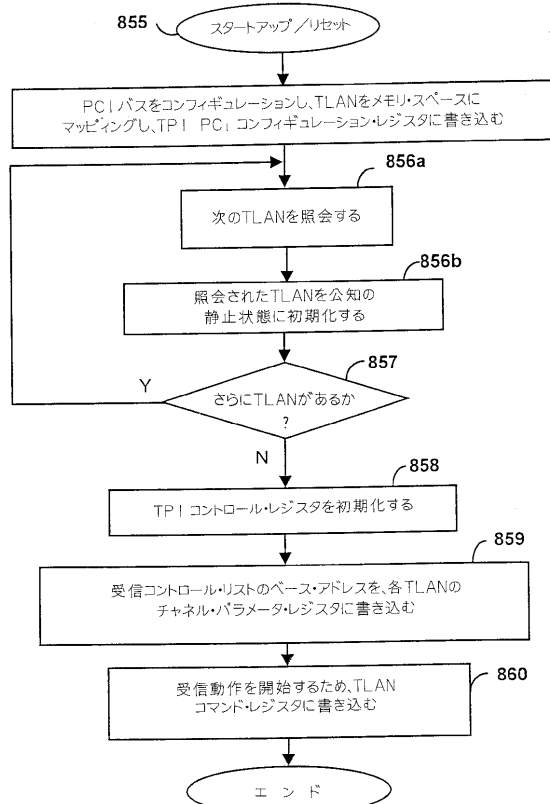 855
スタートアップ/リセット
PCIバスをコンフィギュレーションし、TLANをメモリ・スペースに
マッピングし、TPI PCI コンフィギュレーション・レジスタに書き込む
856a
次のTLANを照会する
856b
照会されたTLANを公知の
静止状態に初期化する
857
さらにTLANがあるか
?
Y
N
858
TPIコントロール・レジスタを初期化する
859
受信コントロール・リストのベース・アドレスを、各TLANの
チャネル・パラメータ・レジスタに書き込む
860
受信動作を開始するため、TLAN
コマンド・レジスタに書き込む
エンド